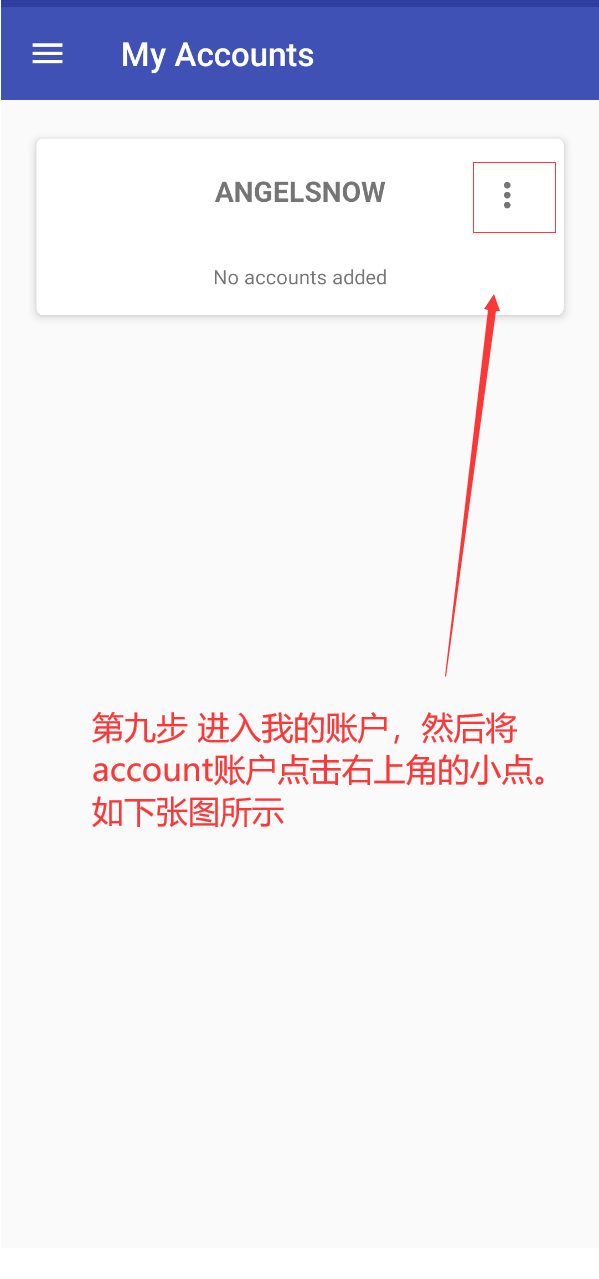 My Accounts
ANGELSNOW
No accounts added
第九步 进入我的账户，然后将
account账户点击右上角的小点。
如下张图所示